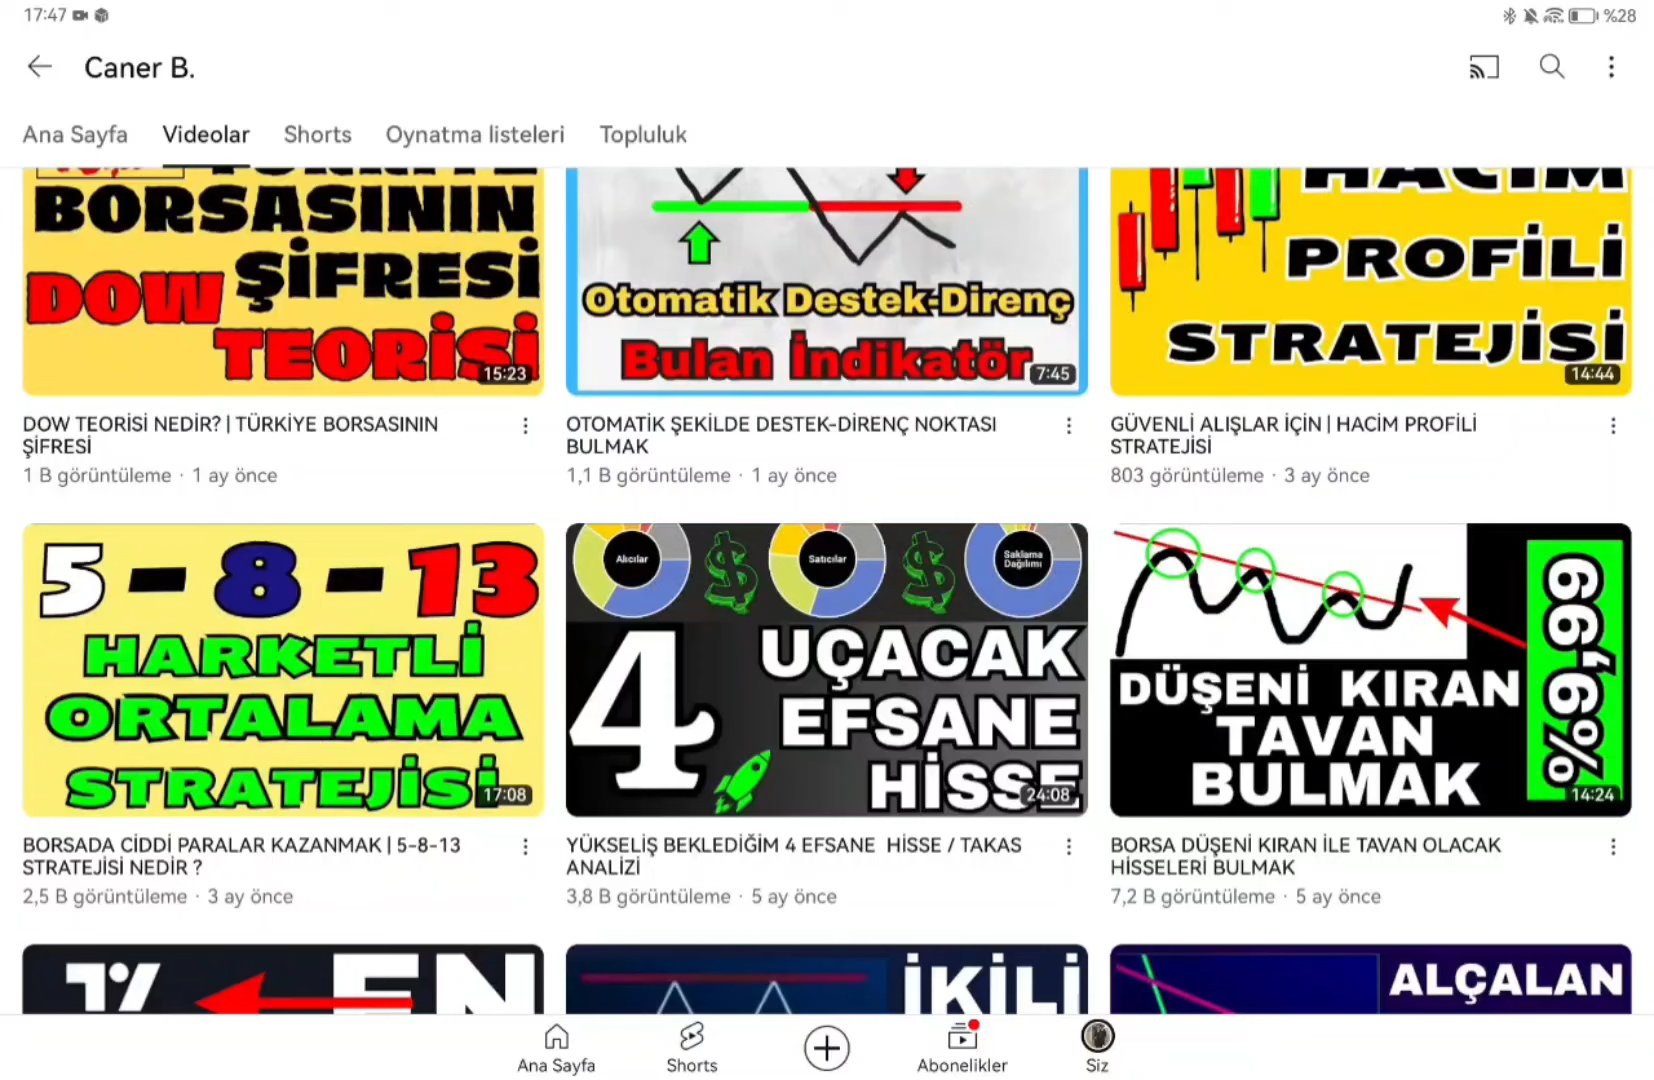 17:47
%28
Caner B.
Ana Sayfa
Videolar
Shorts
Oynatma listeleri
Topluluk
BORSASININ
ŞİFRESİ
DOW
TEORİSİ
15:23
DOW TEORİSİ NEDİR? | TÜRKİYE BORSASININ
ŞİFRESİ
1 B görüntüleme · 1 ay önce
Otomatik Destek-Direnç
Bulan İndikatör
7:45
OTOMATİK ŞEKİLDE DESTEK-DİRENÇ NOKTASI
BULMAK
1,1 B görüntüleme · 1 ay önce
HACİM
PROFİLİ
STRATEJİSİ
14:44
GÜVENLİ ALIŞLAR İÇİN | HACİM PROFİLİ
STRATEJİSİ
803 görüntüleme · 3 ay önce
5 - 8 - 13
HARKETLİ
ORTALAMA
STRATEJİSİ
17:08
BORSADA CİDDİ PARALAR KAZANMAK | 5-8-13
STRATEJİSİ NEDİR ?
2,5 B görüntüleme · 3 ay önce
Alıcılar
Satıcılar
Saklama
Dağılımı
4
UÇACAK
EFSANE
HİSSE
24:08
YÜKSELİŞ BEKLEDİĞİM 4 EFSANE HİSSE / TAKAS
ANALİZİ
3,8 B görüntüleme · 5 ay önce
DÜŞENİ KIRAN
TAVAN
BULMAK
%9,99
14:24
BORSA DÜŞENİ KIRAN İLE TAVAN OLACAK
HİSSELERİ BULMAK
7,2 B görüntüleme · 5 ay önce
EN
İKİLİ
ALÇALAN
Ana Sayfa
Shorts
Abonelikler
Siz